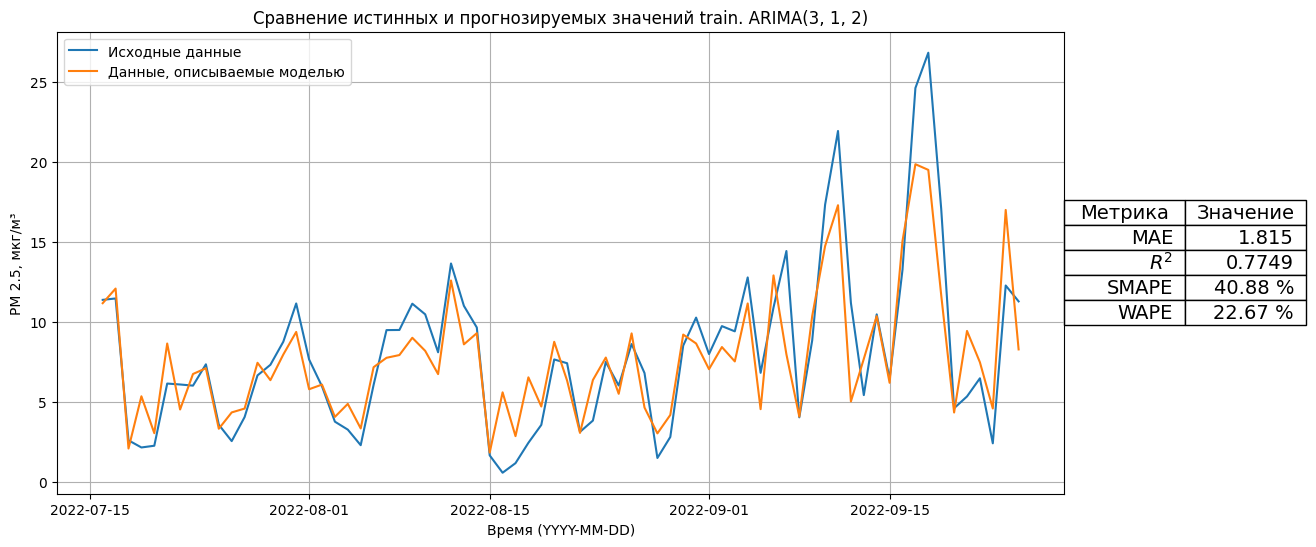 Сравнение истинных и прогнозируемых значений train. ARIMA(3, 1, 2)
Исходные данные
Данные, описываемые моделью
25
20
15
10
5
0
PM 2.5, мкг/м³
2022-07-15 2022-08-01 2022-08-15 2022-09-01 2022-09-15
Время (YYYY-MM-DD)
Метрика Значение
MAE 1.815
R² 0.7749
SMAPE 40.88 %
WAPE 22.67 %